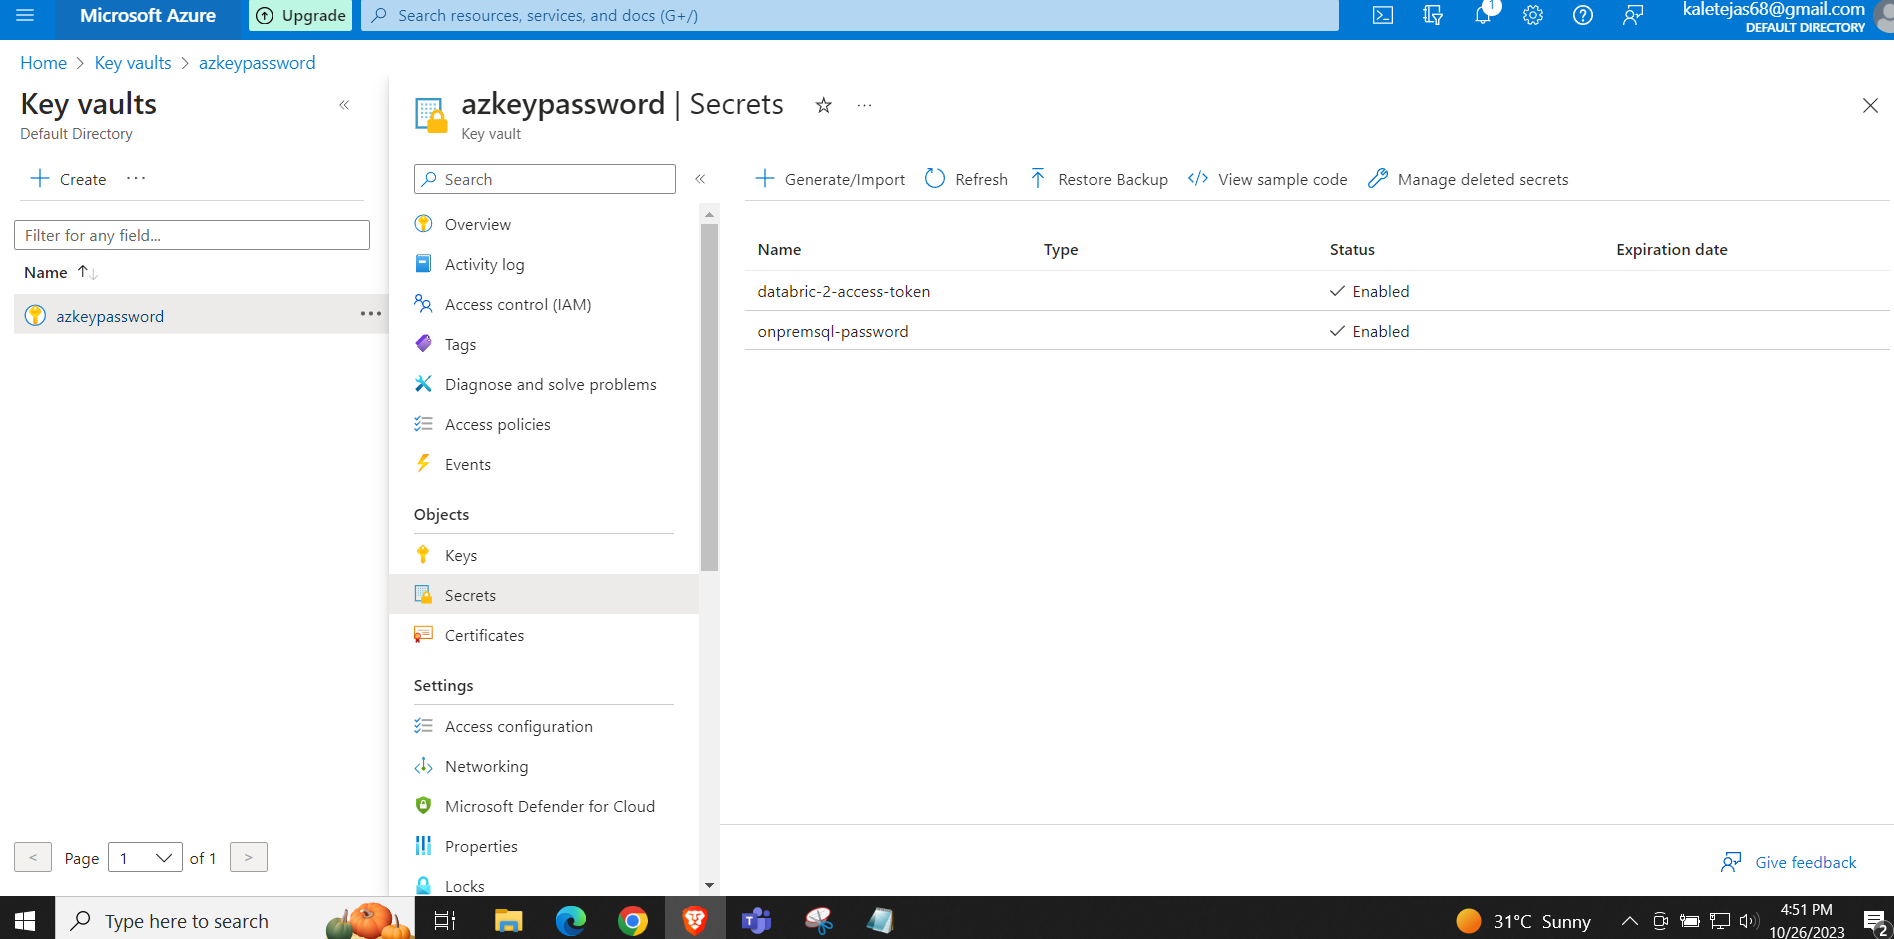 Microsoft Azure
Upgrade
Search resources, services, and docs (G+/)
1
kaletejas68@gmail.com
DEFAULT DIRECTORY
Home > Key vaults > azkeypassword
Key vaults
Default Directory
Create
Filter for any field...
Name
azkeypassword
< Page 1 of 1 >
azkeypassword | Secrets
Key vault
Search
Overview
Activity log
Access control (IAM)
Tags
Diagnose and solve problems
Access policies
Events
Objects
Keys
Secrets
Certificates
Settings
Access configuration
Networking
Microsoft Defender for Cloud
Properties
Locks
Generate/Import Refresh Restore Backup View sample code Manage deleted secrets
Name Type Status Expiration date
databric-2-access-token Enabled
onpremsql-password Enabled
Give feedback
Type here to search
31°C Sunny
4:51 PM
10/26/2023
2